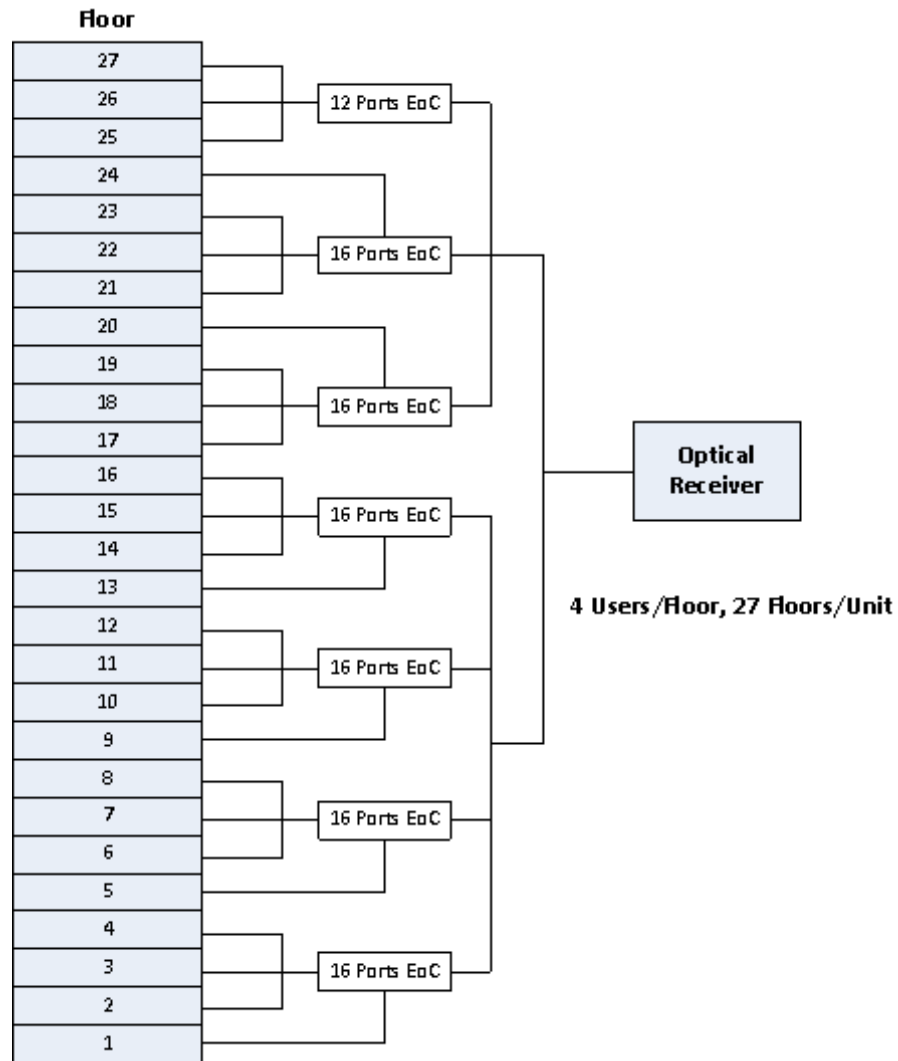 Floor
27
26
25
24
23
22
21
20
19
18
17
16
15
14
13
12
11
10
9
8
7
6
5
4
3
2
1
12 Ports EoC
16 Ports EoC
16 Ports EoC
16 Ports EoC
16 Ports EoC
16 Ports EoC
16 Ports EoC
Optical
Receiver
4 Users/Floor, 27 Floors/Unit